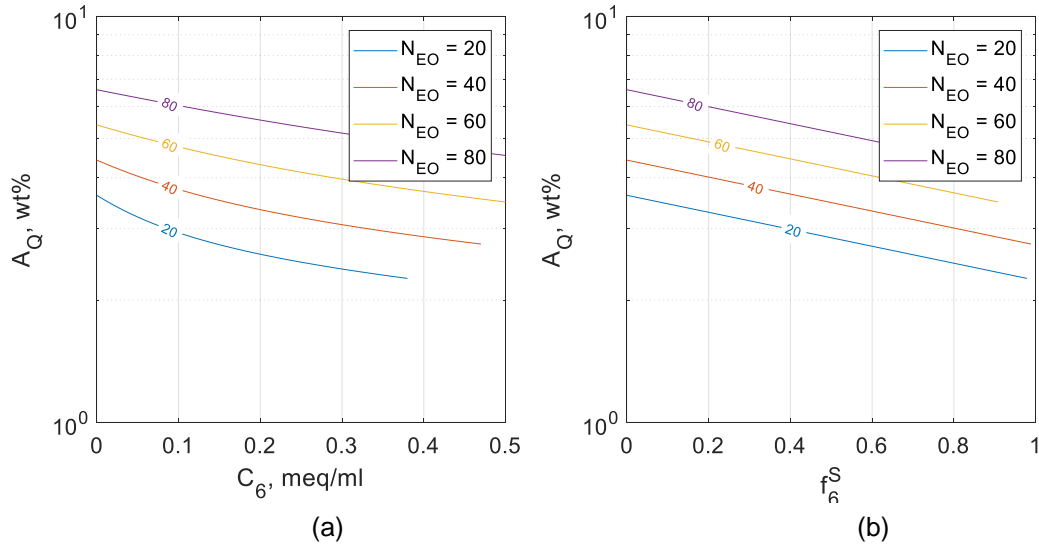 10^1
N_EO = 20
N_EO = 40
N_EO = 60
N_EO = 80
80
60
40
20
A_Q, wt%
10^0
0 0.1 0.2 0.3 0.4 0.5
C_6, meq/ml
(a)
10^1
N_EO = 20
N_EO = 40
N_EO = 60
N_EO = 80
80
60
40
20
A_Q, wt%
10^0
0 0.2 0.4 0.6 0.8 1
f_6^S
(b)